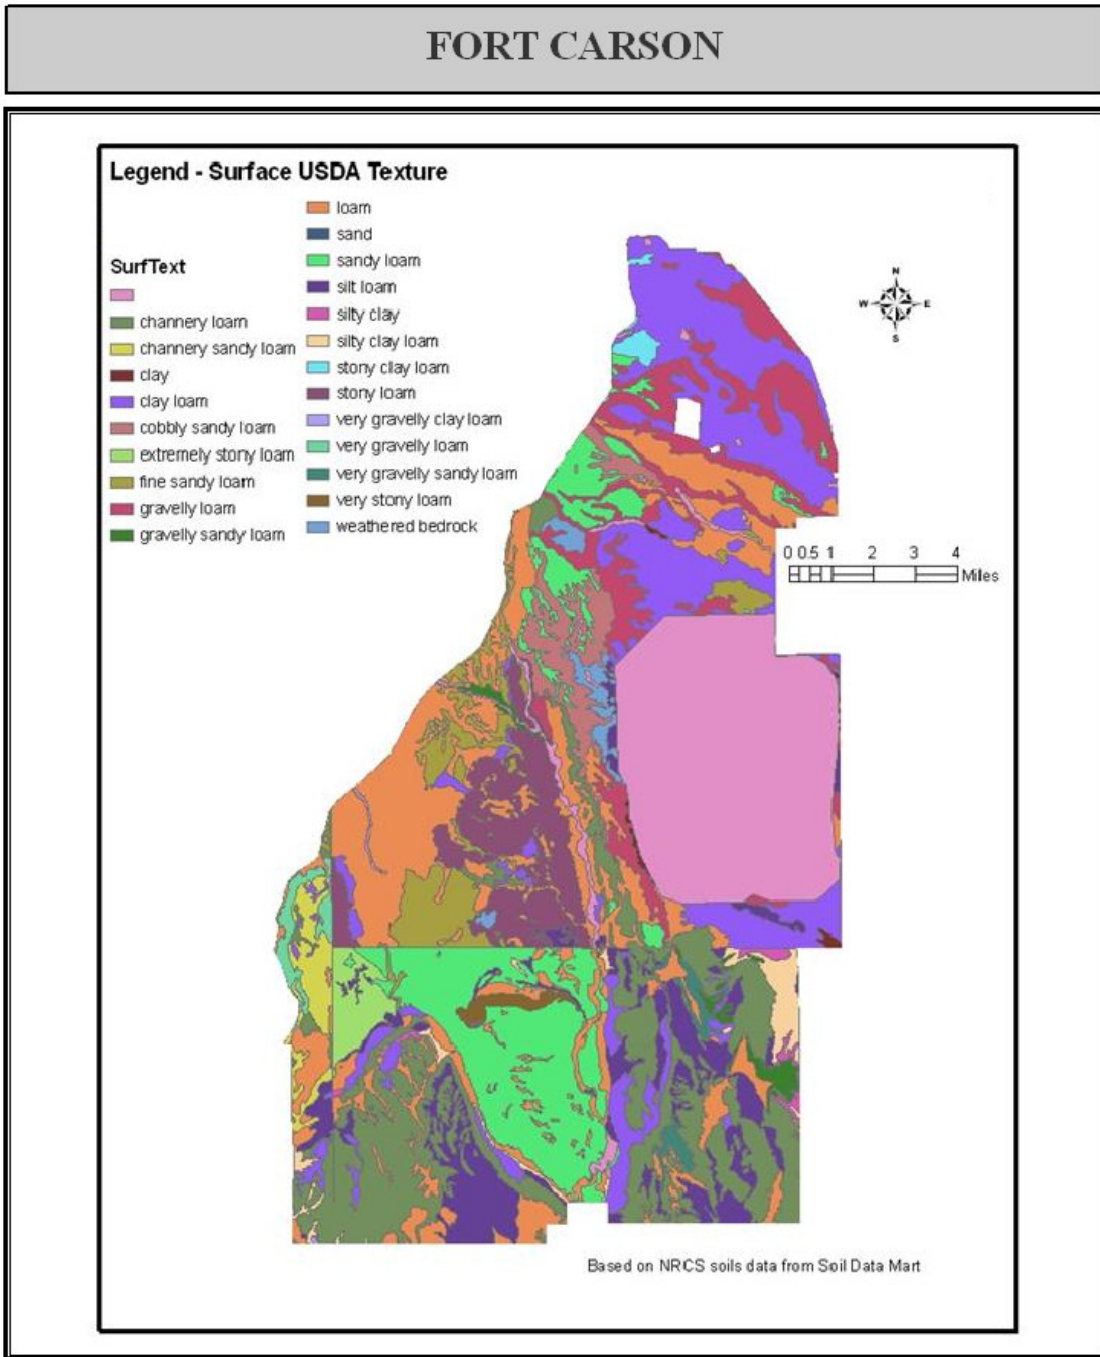 FORT CARSON
Legend - Surface USDA Texture
SurfText
channery loam
channery sandy loam
clay
clay loam
cobbly sandy loam
extremely stony loam
fine sandy loam
gravelly loam
gravelly sandy loam
loam
sand
sandy loam
silt loam
silty clay
silty clay loam
stony cllay loam
stony loam
very gravelly clay loam
very gravelly loam
very gravelly sandy loam
very stony loam
weathered bedrock
N
W E
S
0 0.5 1 2 3 4
Miles
Based on NRCS soils data from Soil Data Mart